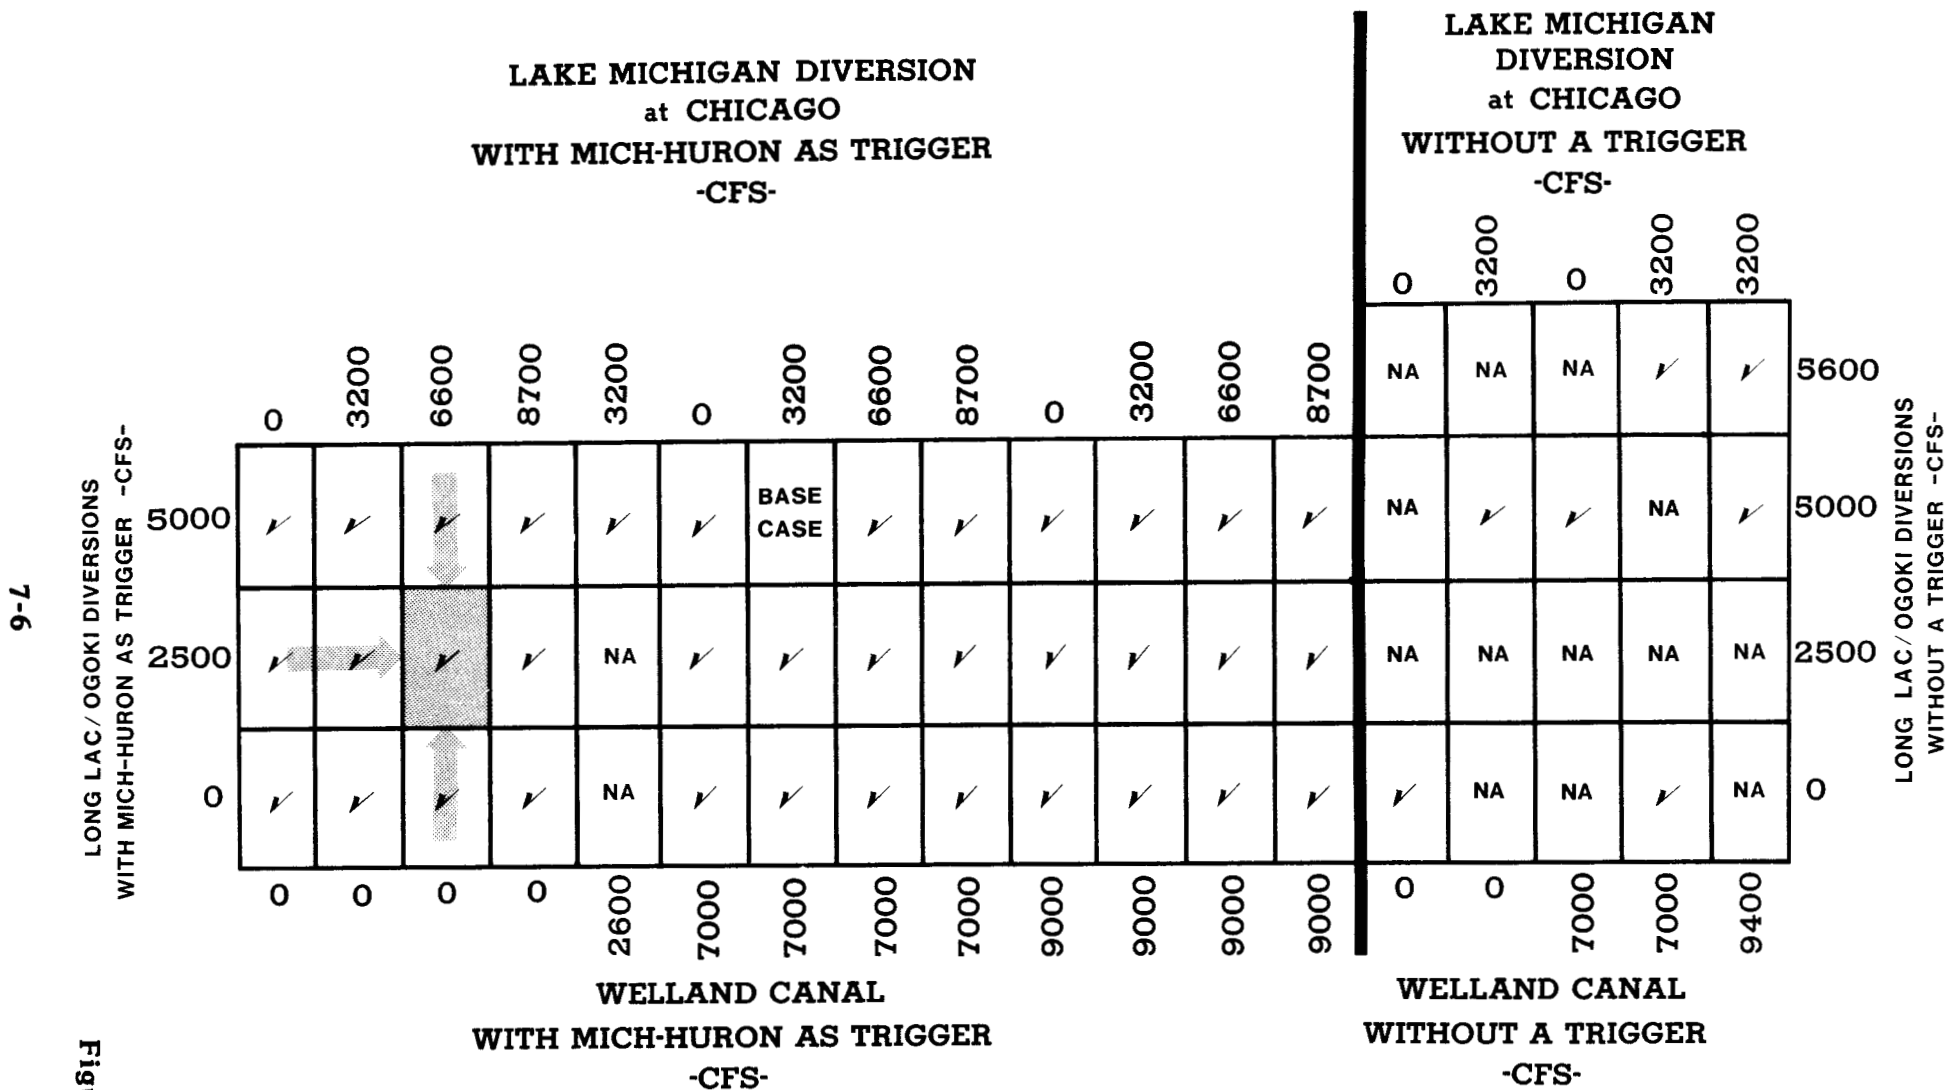 LAKE MICHIGAN DIVERSION
at CHICAGO
WITH MICH-HURON AS TRIGGER
-CFS-
LAKE MICHIGAN
DIVERSION
at CHICAGO
WITHOUT A TRIGGER
-CFS-
0 3200 0 3200 3200
NA NA NA ✓ ✓ 5600
0 3200 6600 8700 3200 0 3200 6600 8700 0 3200 6600 8700
5000 ✓ ✓ ✓ ✓ ✓ ✓ BASE CASE ✓ ✓ ✓ ✓ ✓ ✓ NA ✓ ✓ NA ✓ 5000
2500 ✓ ✓ ✓ ✓ NA ✓ ✓ ✓ ✓ ✓ ✓ ✓ ✓ NA NA NA NA NA 2500
0 ✓ ✓ ✓ ✓ NA ✓ ✓ ✓ ✓ ✓ ✓ ✓ ✓ ✓ NA NA ✓ NA 0
0 0 0 0 2600 7000 7000 7000 7000 9000 9000 9000 9000 0 0 7000 7000 9400
LONG LAC/OGOKI DIVERSIONS
WITH MICH-HURON AS TRIGGER -CFS-
LONG LAC/OGOKI DIVERSIONS
WITHOUT A TRIGGER -CFS-
WELLAND CANAL
WITH MICH-HURON AS TRIGGER
-CFS-
WELLAND CANAL
WITHOUT A TRIGGER
-CFS-
7-6